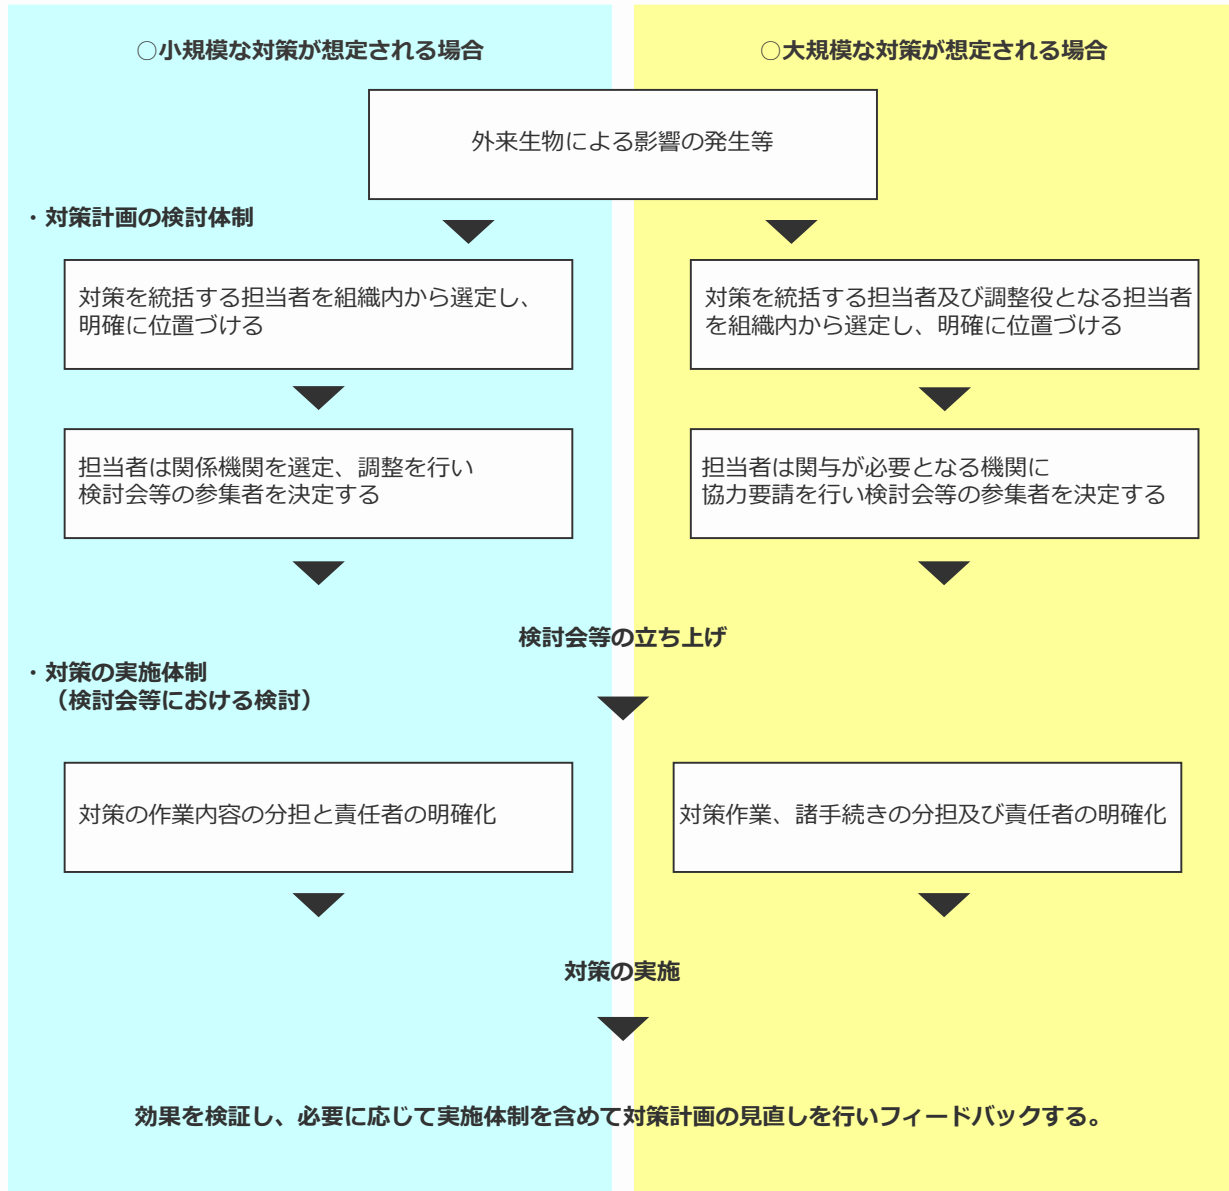 ○小規模な対策が想定される場合
○大規模な対策が想定される場合
外来生物による影響の発生等
・対策計画の検討体制
対策を統括する担当者を組織内から選定し、
明確に位置づける
対策を統括する担当者及び調整役となる担当者
を組織内から選定し、明確に位置づける
担当者は関係機関を選定、調整を行い
検討会等の参集者を決定する
担当者は関与が必要となる機関に
協力要請を行い検討会等の参集者を決定する
検討会等の立ち上げ
・対策の実施体制
（検討会等における検討）
対策の作業内容の分担と責任者の明確化
対策作業、諸手続きの分担及び責任者の明確化
対策の実施
効果を検証し、必要に応じて実施体制を含めて対策計画の見直しを行いフィードバックする。